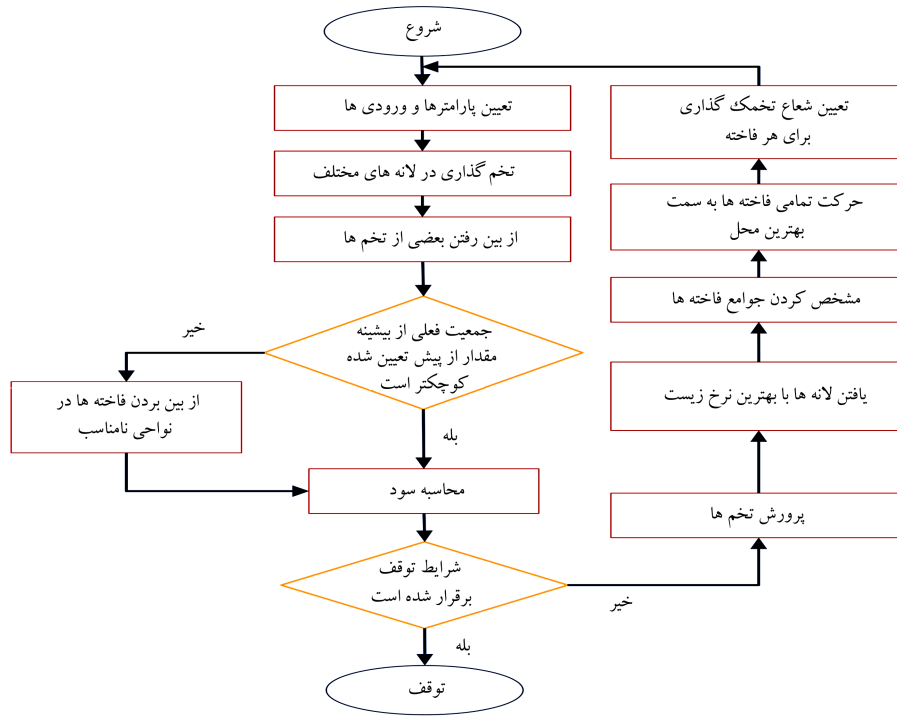 شروع
تعیین پارامترها و ورودی ها
تخم گذاری در لانه های مختلف
از بین رفتن بعضی از تخم ها
جمعیت فعلی از بیشینه
مقدار از پیش تعیین شده
کوچکتر است
خیر
از بین بردن فاخته ها در
نواحی نامناسب
بله
محاسبه سود
شرایط توقف
برقرار شده است
بله
توقف
خیر
پرورش تخم ها
یافتن لانه ها با بهترین نرخ زیست
مشخص کردن جوامع فاخته ها
حرکت تمامی فاخته ها به سمت
بهترین محل
تعیین شعاع تخمک گذاری
برای هر فاخته